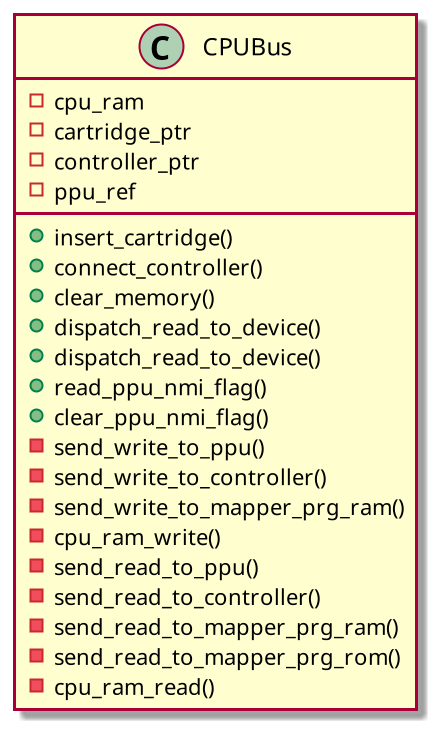 C CPUBus
cpu_ram
cartridge_ptr
controller_ptr
ppu_ref
insert_cartridge()
connect_controller()
clear_memory()
dispatch_read_to_device()
dispatch_read_to_device()
read_ppu_nmi_flag()
clear_ppu_nmi_flag()
send_write_to_ppu()
send_write_to_controller()
send_write_to_mapper_prg_ram()
cpu_ram_write()
send_read_to_ppu()
send_read_to_controller()
send_read_to_mapper_prg_ram()
send_read_to_mapper_prg_rom()
cpu_ram_read()